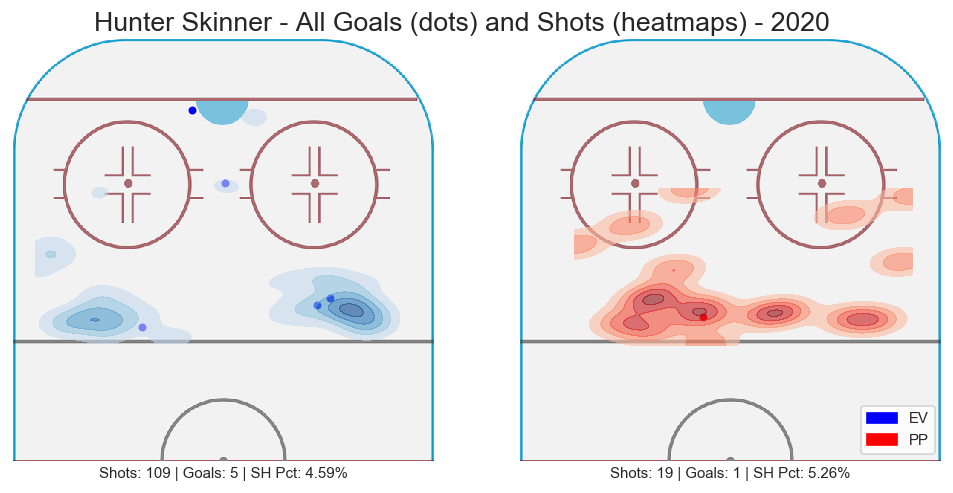 Hunter Skinner - All Goals (dots) and Shots (heatmaps) - 2020
EV
PP
Shots: 109 | Goals: 5 | SH Pct: 4.59%
Shots: 19 | Goals: 1 | SH Pct: 5.26%